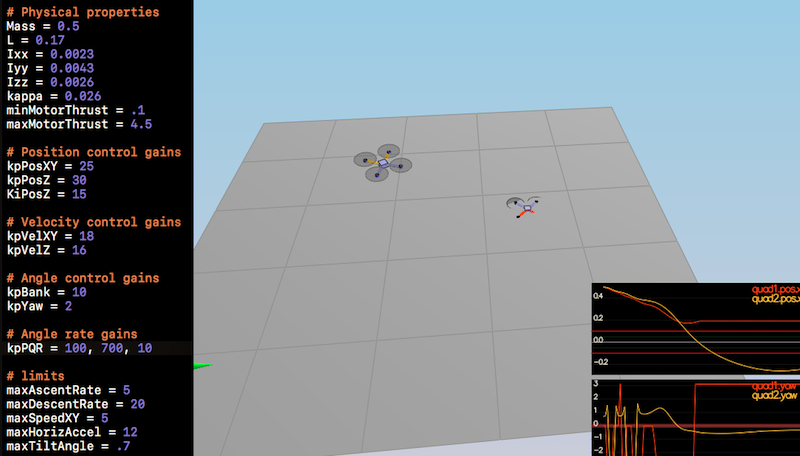 # Physical properties
Mass = 0.5
L = 0.17
Ixx = 0.0023
Iyy = 0.0043
Izz = 0.0026
kappa = 0.026
minMotorThrust = .1
maxMotorThrust = 4.5
# Position control gains
kpPosXY = 25
kpPosZ = 30
KiPosZ = 15
# Velocity control gains
kpVelXY = 18
kpVelZ = 16
# Angle control gains
kpBank = 10
kpYaw = 2
# Angle rate gains
kpPQR = 100, 700, 10
# limits
maxAscentRate = 5
maxDescentRate = 20
maxSpeedXY = 5
maxHorizAccel = 12
maxTiltAngle = .7
quad1.pos.x
quad2.pos.x
0.4
0.2
0.0
-0.2
quad1.yaw
quad2.yaw
3
2
1
0
-1
-2